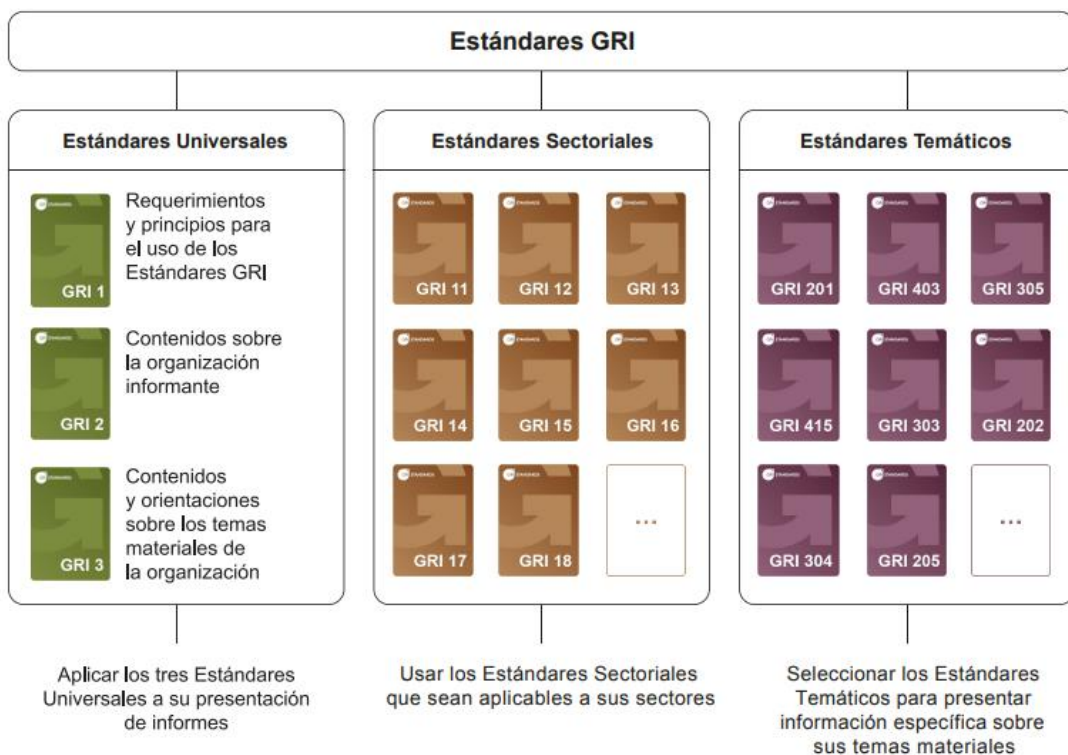 Estándares GRI
Estándares Universales
GRI 1
Requerimientos
y principios para
el uso de los
Estándares GRI
GRI 2
Contenidos sobre
la organización
informante
GRI 3
Contenidos
y orientaciones
sobre los temas
materiales de
la organización
Aplicar los tres Estándares
Universales a su presentación
de informes
Estándares Sectoriales
GRI 11
GRI 12
GRI 13
GRI 14
GRI 15
GRI 16
GRI 17
GRI 18
...
Usar los Estándares Sectoriales
que sean aplicables a sus sectores
Estándares Temáticos
GRI 201
GRI 403
GRI 305
GRI 415
GRI 303
GRI 202
GRI 304
GRI 205
...
Seleccionar los Estándares
Temáticos para presentar
información específica sobre
sus temas materiales